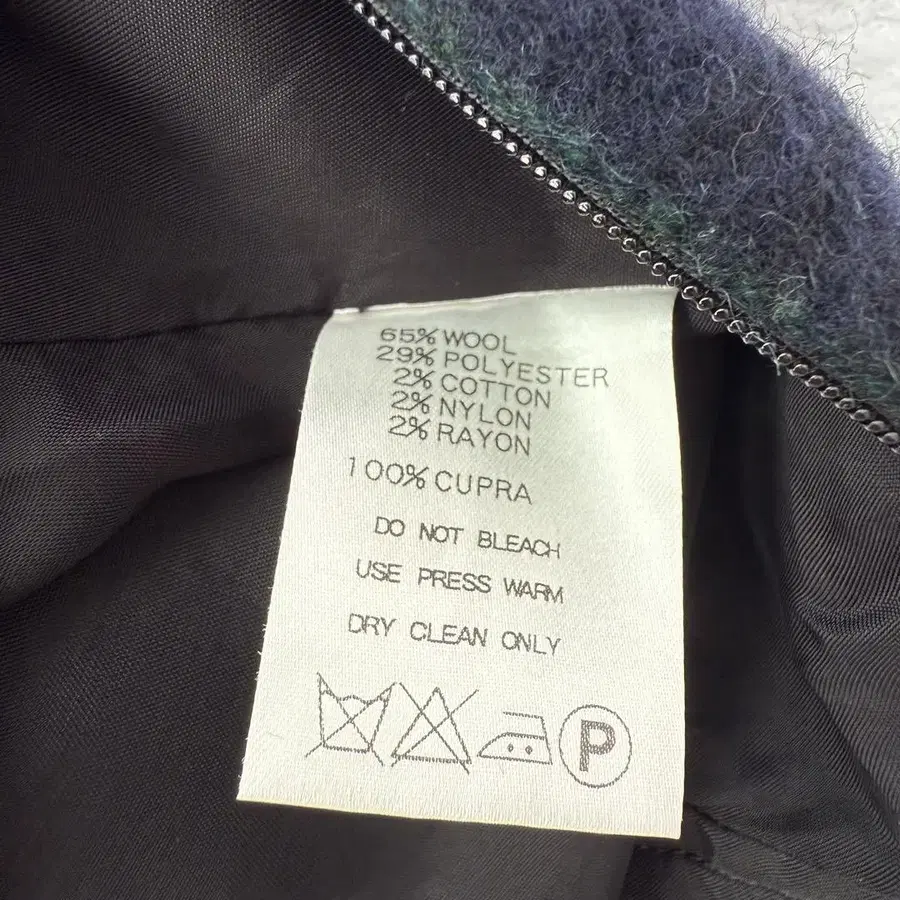 65% WOOL
29% POLYESTER
2% COTTON
2% NYLON
2% RAYON
100% CUPRA
DO NOT BLEACH
USE PRESS WARM
DRY CLEAN ONLY
P